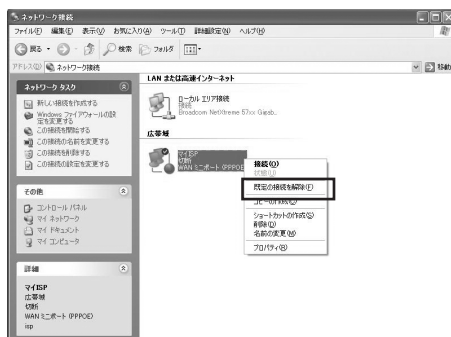 ネットワーク接続
ファイル(F) 編集(E) 表示(V) お気に入り(A) ツール(T) 詳細設定(N) ヘルプ(H)
戻る 検索 フォルダ
アドレス(D) ネットワーク接続 移動
ネットワーク タスク
新しい接続を作成する
Windows ファイアウォールの設定を変更する
この接続を開始する
この接続の名前を変更する
この接続を削除する
この接続の設定を変更する
その他
コントロール パネル
マイ ネットワーク
マイ ドキュメント
マイ コンピュータ
詳細
マイISP
広帯域
切断
WAN ミニポート (PPPOE)
isp
LAN または高速インターネット
ローカル エリア接続
接続
Broadcom NetXtreme 57xx Gigab..
広帯域
マイISP
切断
WAN ミニポート (PPPOE
接続(O)
状態(U)
既定の接続を解除(F)
コピーの作成(C)
ショートカットの作成(S)
削除(D)
名前の変更(M)
プロパティ(R)